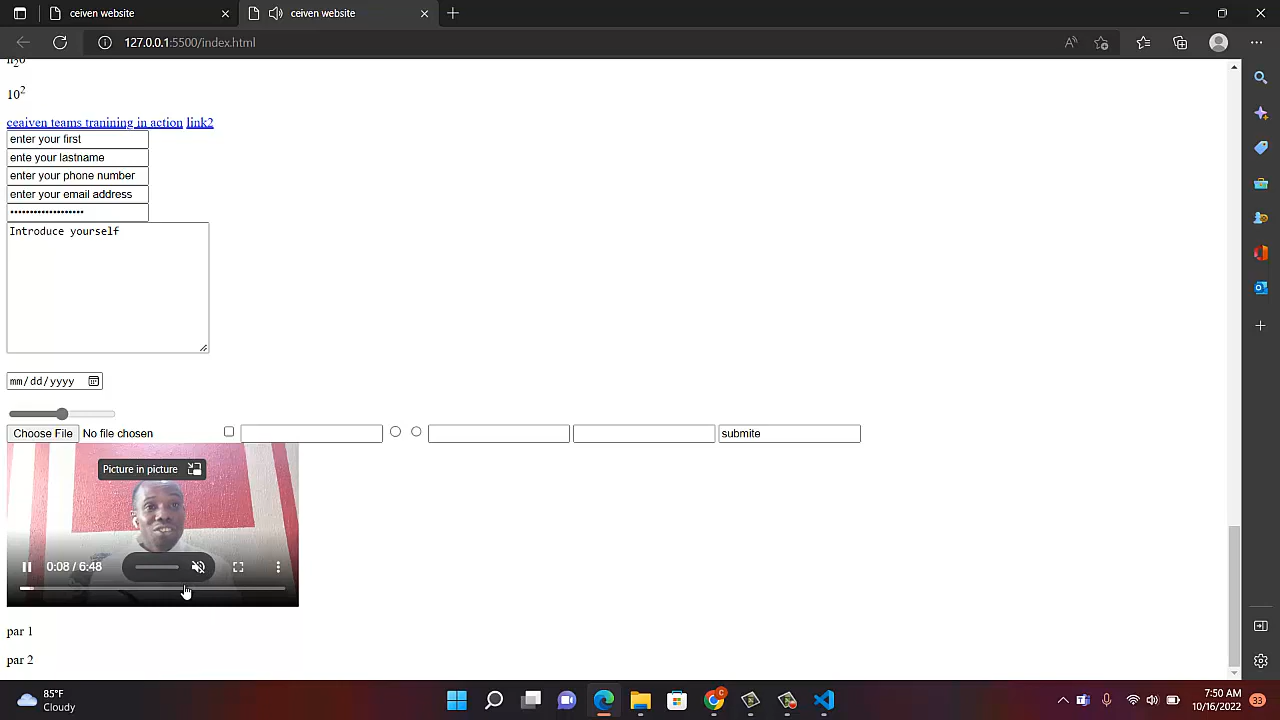 ceiven website
ceiven website
127.0.0.1:5500/index.html
h2o
102
ceaiven teams tranining in action link2
enter your first
ente your lastname
enter your phone number
enter your email address
•••••••••••••••••••
Introduce yourself
mm/dd/yyyy
Choose File No file chosen submite
Picture in picture
0:08 / 6:48
par 1
par 2
85°F
Cloudy
7:50 AM
10/16/2022
33